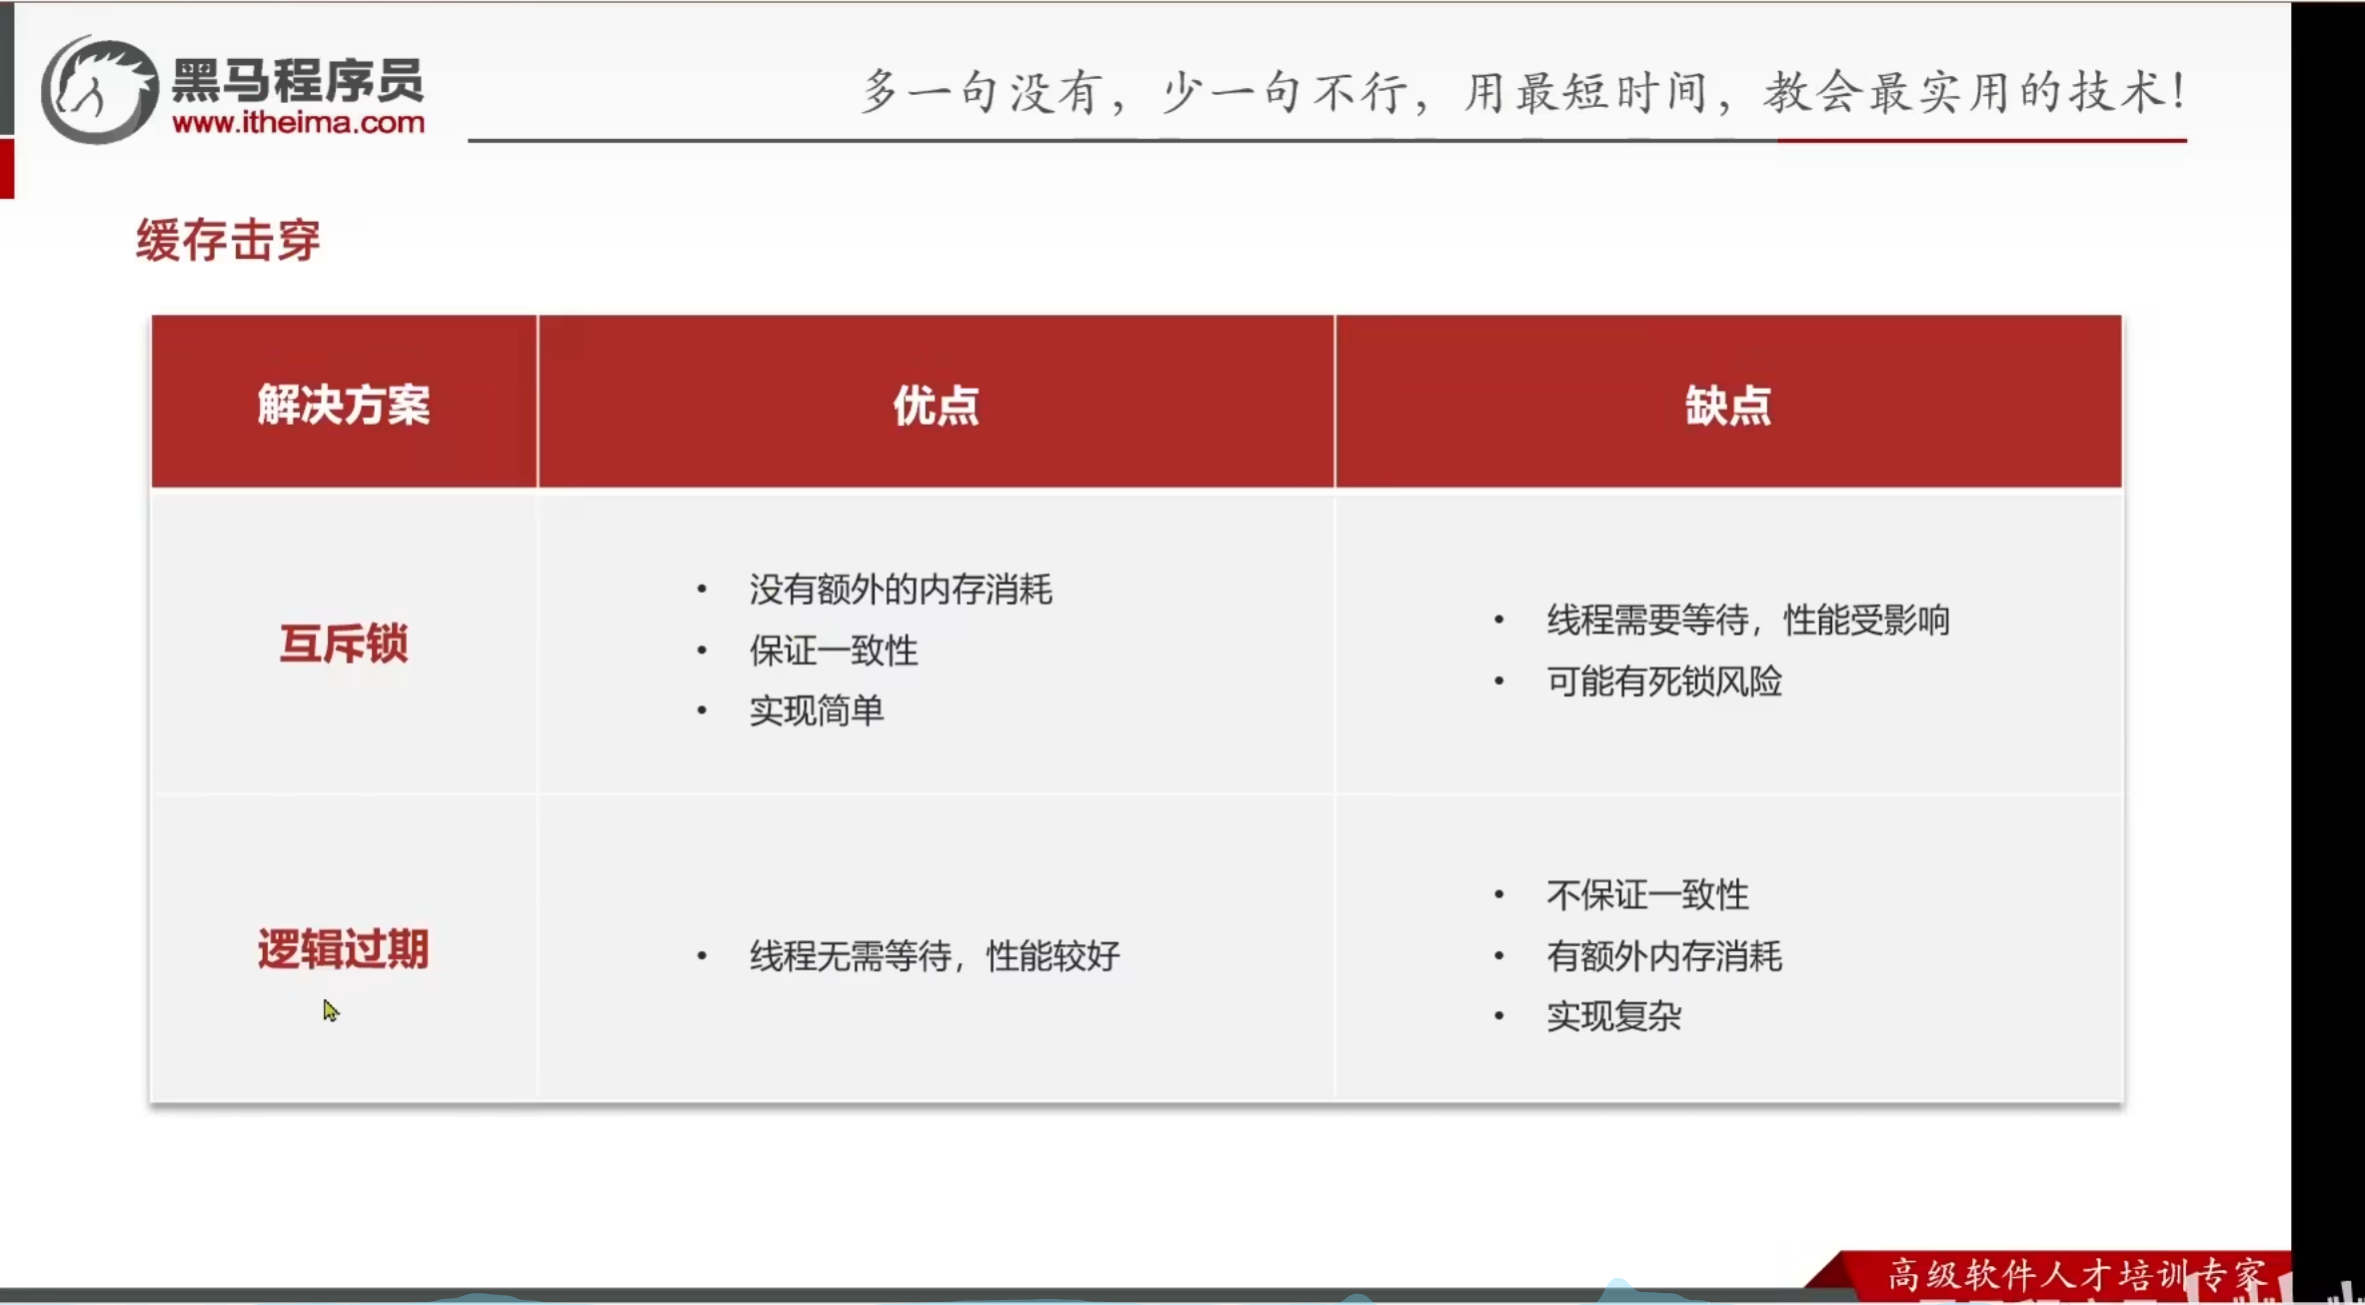 黑马程序员
www.itheima.com
多一句没有，少一句不行，用最短时间，教会最实用的技术！
缓存击穿
解决方案 优点 缺点
互斥锁
• 没有额外的内存消耗
• 保证一致性
• 实现简单
• 线程需要等待，性能受影响
• 可能有死锁风险
逻辑过期
• 线程无需等待，性能较好
• 不保证一致性
• 有额外内存消耗
• 实现复杂
高级软件人才培训专家